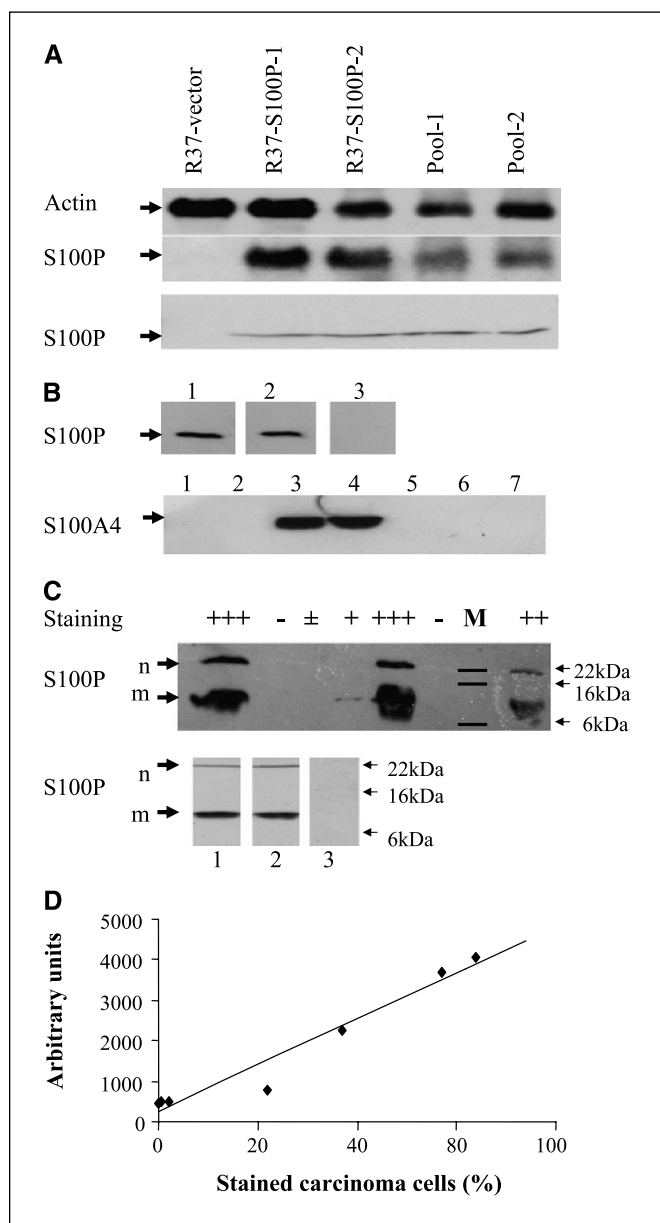 A
R37-vector
R37-S100P-1
R37-S100P-2
Pool-1
Pool-2
Actin
S100P
S100P
B
1 2 3
S100P
1 2 3 4 5 6 7
S100A4
C
Staining +++ - ± + +++ - M ++
S100P n 22kDa
m 16kDa
6kDa
S100P n 22kDa
16kDa
m
6kDa
1 2 3
D
Arbitrary units
5000
4000
3000
2000
1000
0
0 20 40 60 80 100
Stained carcinoma cells (%)